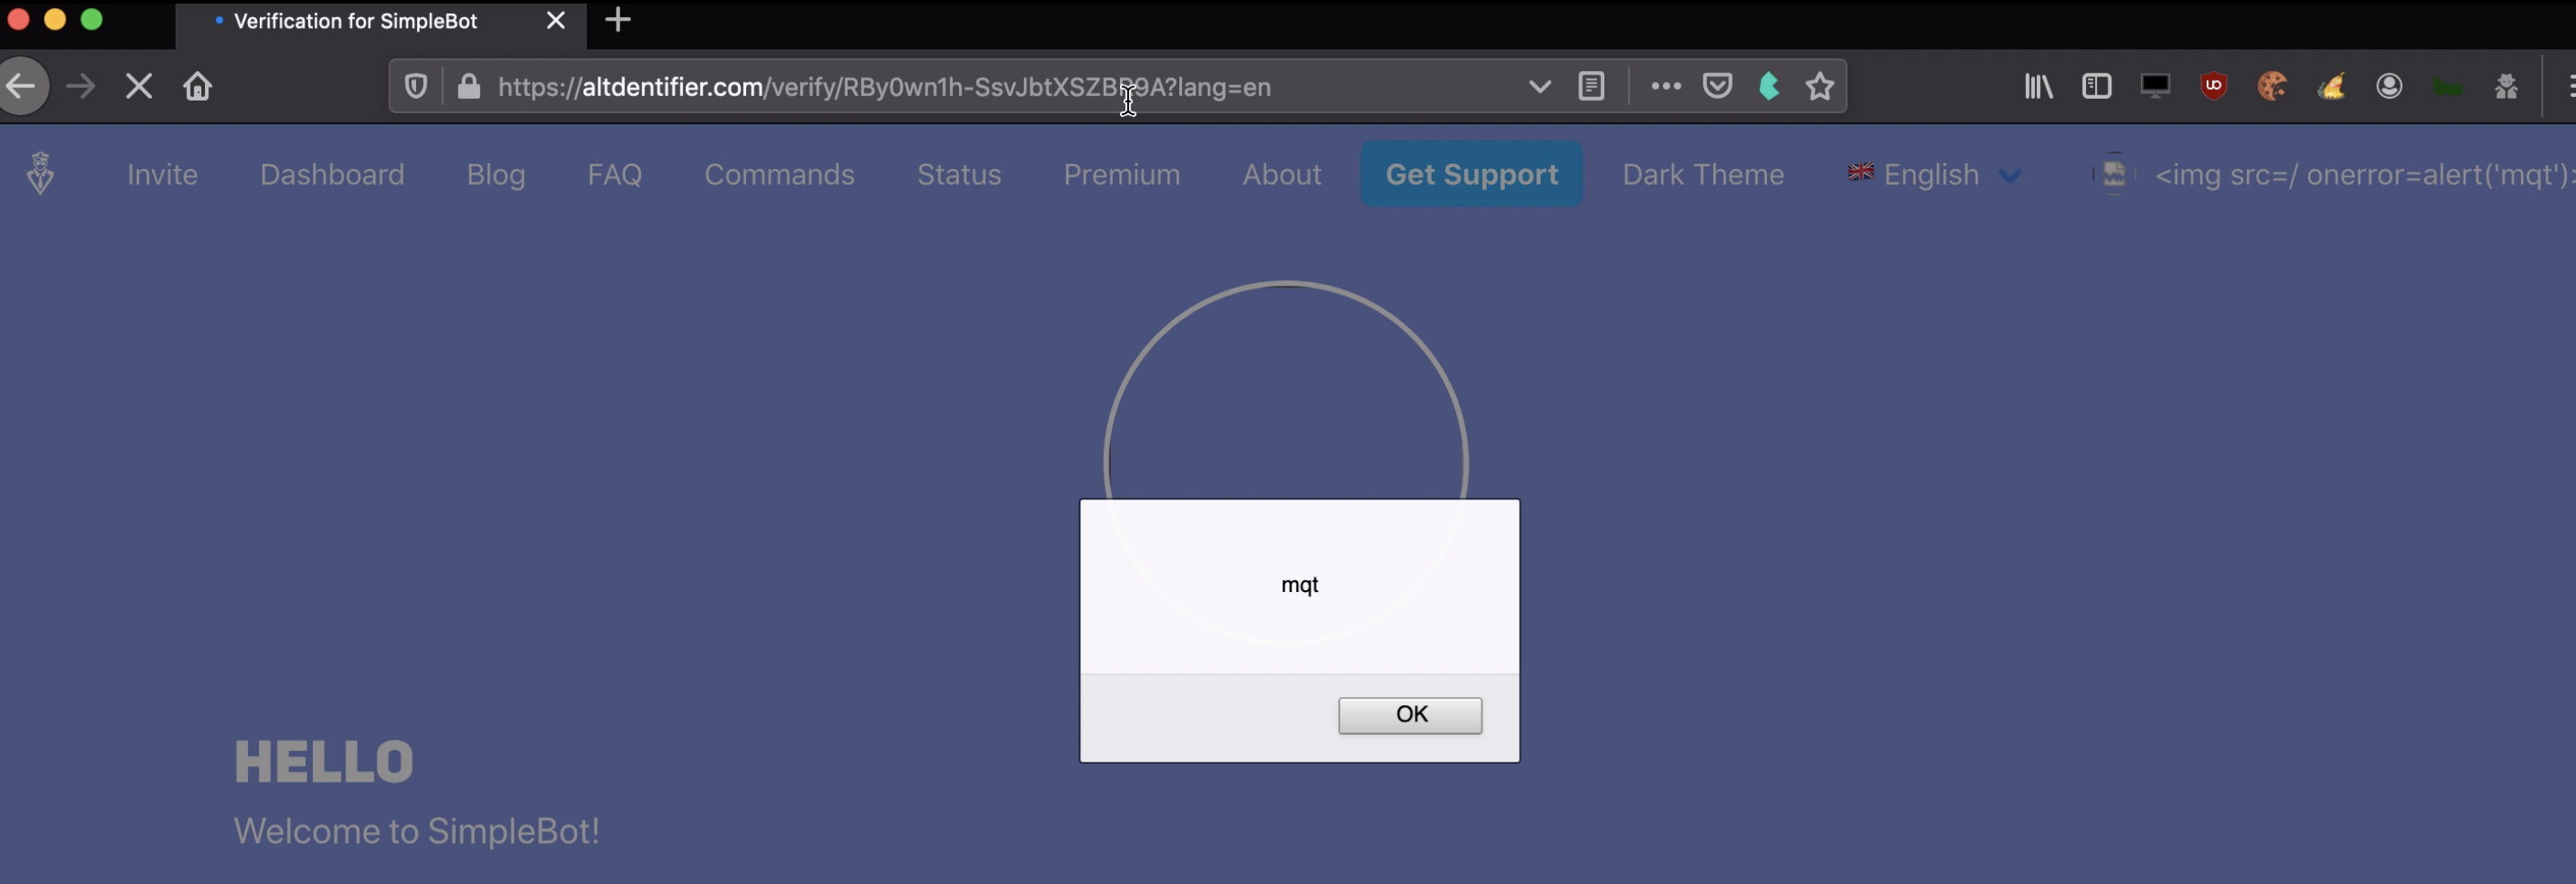 Verification for SimpleBot
https://altdentifier.com/verify/RBy0wn1h-SsvJbtXSZBP9A?lang=en
Invite Dashboard Blog FAQ Commands Status Premium About Get Support Dark Theme English <img src=/ onerror=alert('mqt')>
mqt
OK
HELLO
Welcome to SimpleBot!